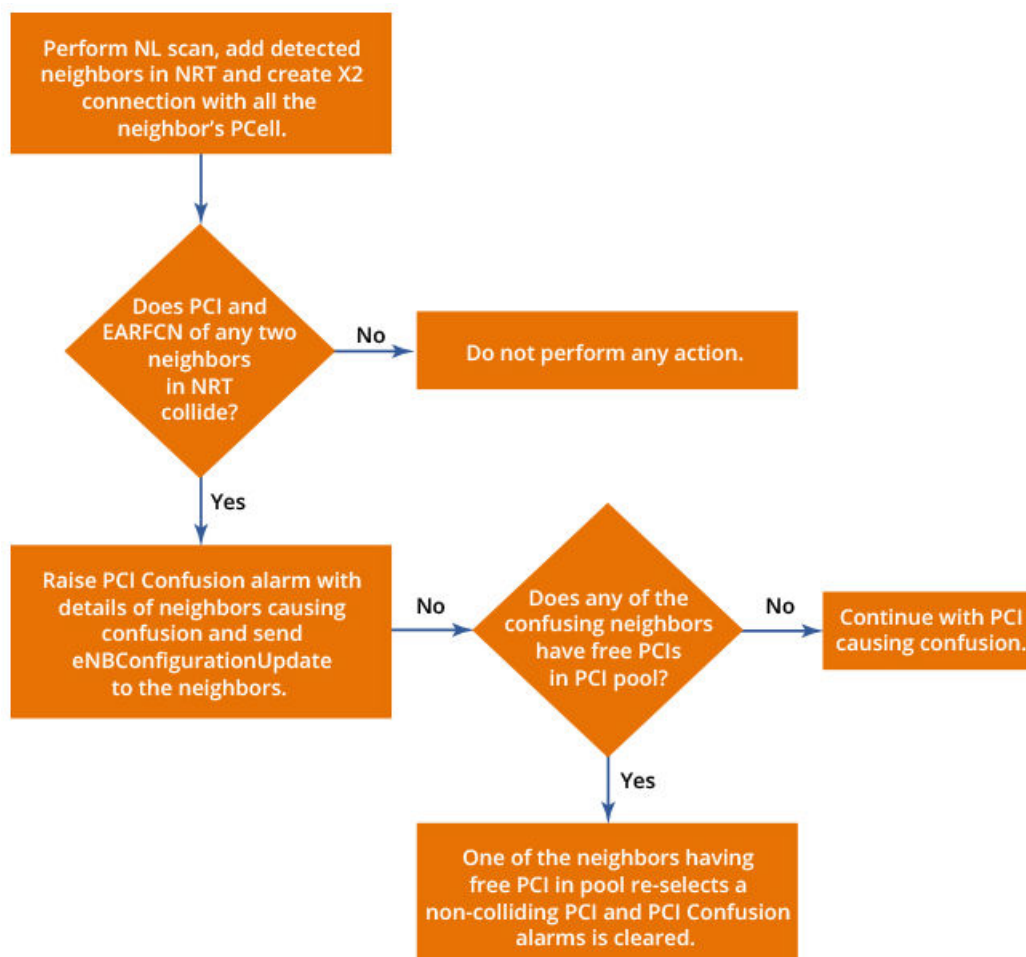 Perform NL scan, add detected
neighbors in NRT and create X2
connection with all the
neighbor's PCell.
Does PCI and
EARFCN of any two
neighbors
in NRT
collide?
No
Do not perform any action.
Yes
Raise PCI Confusion alarm with
details of neighbors causing
confusion and send
eNBConfigurationUpdate
to the neighbors.
No
Does any of the
confusing neighbors
have free PCIs
in PCI pool?
No
Continue with PCI
causing confusion.
Yes
One of the neighbors having
free PCI in pool re-selects a
non-colliding PCI and PCI Confusion
alarms is cleared.